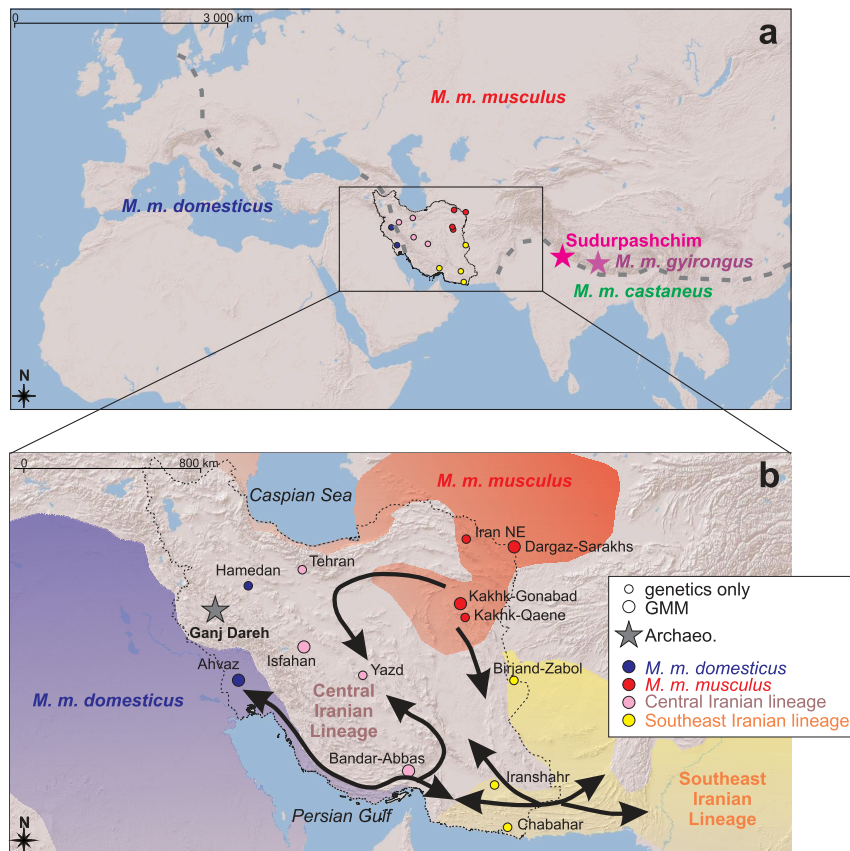 0 3 000 km
a
M. m. musculus
M. m. domesticus
Sudurpashchim
M. m. gyirongus
M. m. castaneus
N
0 800 km
b
M. m. musculus
Caspian Sea
Iran NE
Dargaz-Sarakhs
Tehran
Hamedan
Kakhk-Gonabad
Kakhk-Qaene
Ganj Dareh
Isfahan
Ahvaz
Yazd
Birjand-Zabol
M. m. domesticus
Central
Iranian
Lineage
Bandar-Abbas
Iranshahr
Persian Gulf
Chabahar
Southeast
Iranian
Lineage
N
genetics only
GMM
Archaeo.
M. m. domesticus
M. m. musculus
Central Iranian lineage
Southeast Iranian lineage